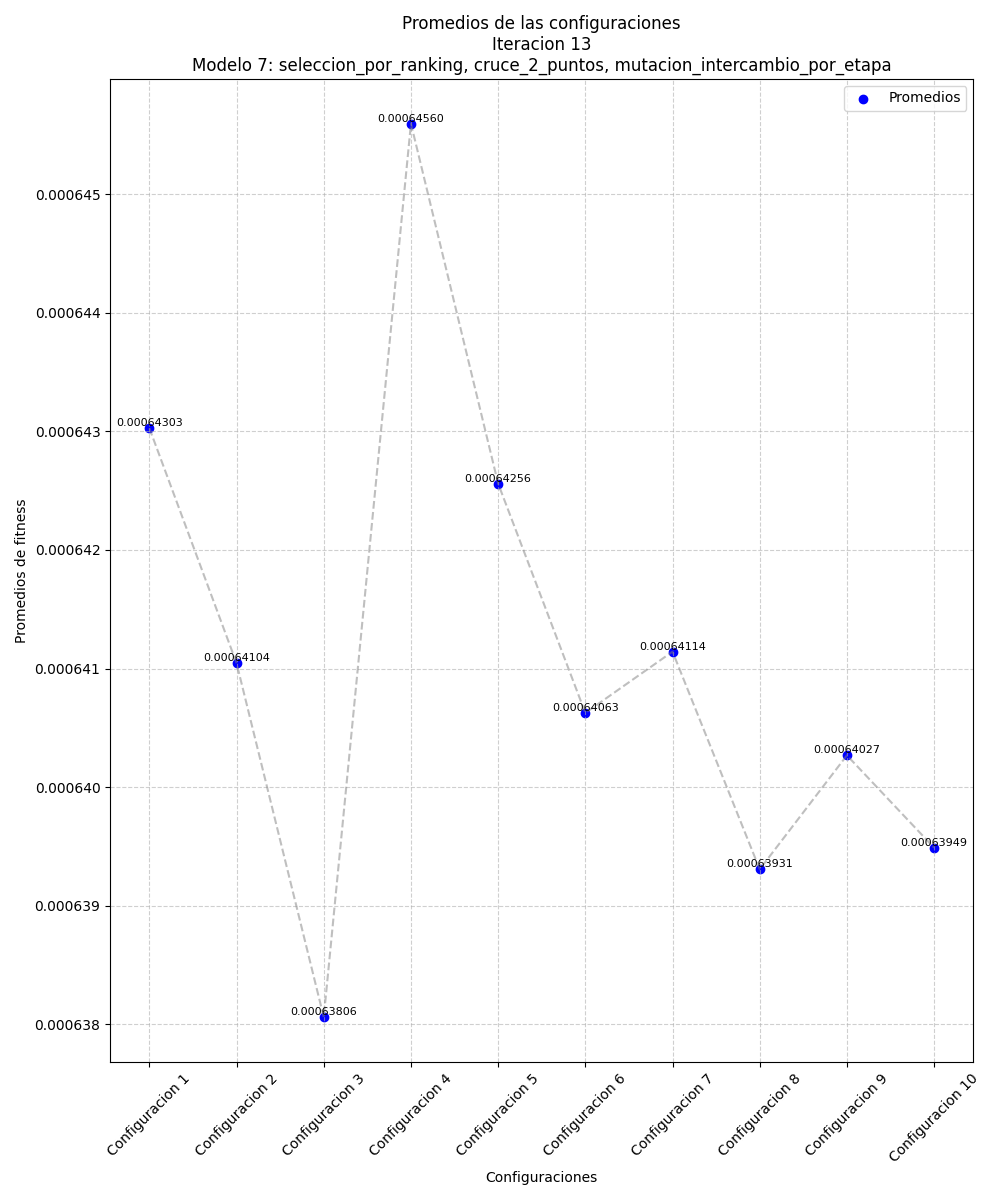 Promedios de las configuraciones
Iteracion 13
Modelo 7: seleccion_por_ranking, cruce_2_puntos, mutacion_intercambio_por_etapa
Promedios
0.00064560
0.000645
0.000644
0.00064303
0.000643
0.00064256
0.000642
0.00064104
0.00064114
0.000641
0.00064063
0.00064027
0.000640
0.00063949
0.00063931
0.000639
0.00063806
0.000638
Promedios de fitness
Configuracion 1
Configuracion 2
Configuracion 3
Configuracion 4
Configuracion 5
Configuracion 6
Configuracion 7
Configuracion 8
Configuracion 9
Configuracion 10
Configuraciones